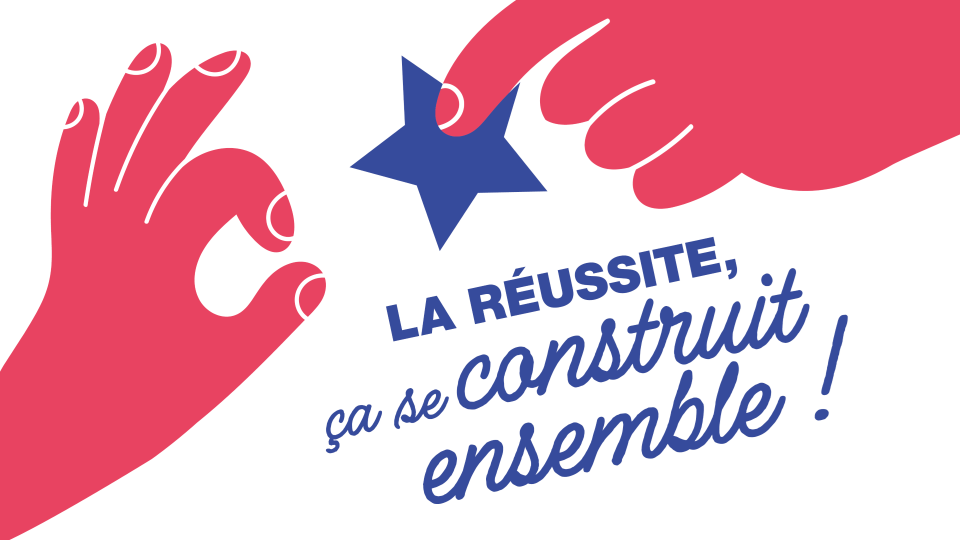 LA RÉUSSITE,
ça se construit
ensemble !